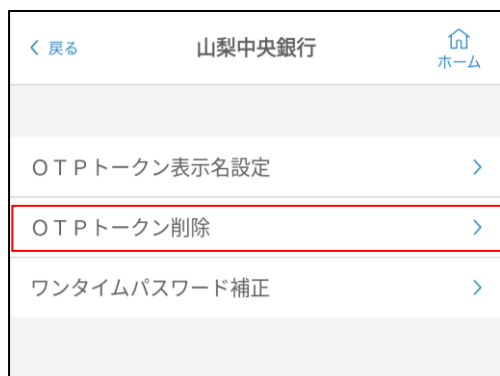 戻る 山梨中央銀行 ホーム
ＯＴＰトークン表示名設定
ＯＴＰトークン削除
ワンタイムパスワード補正